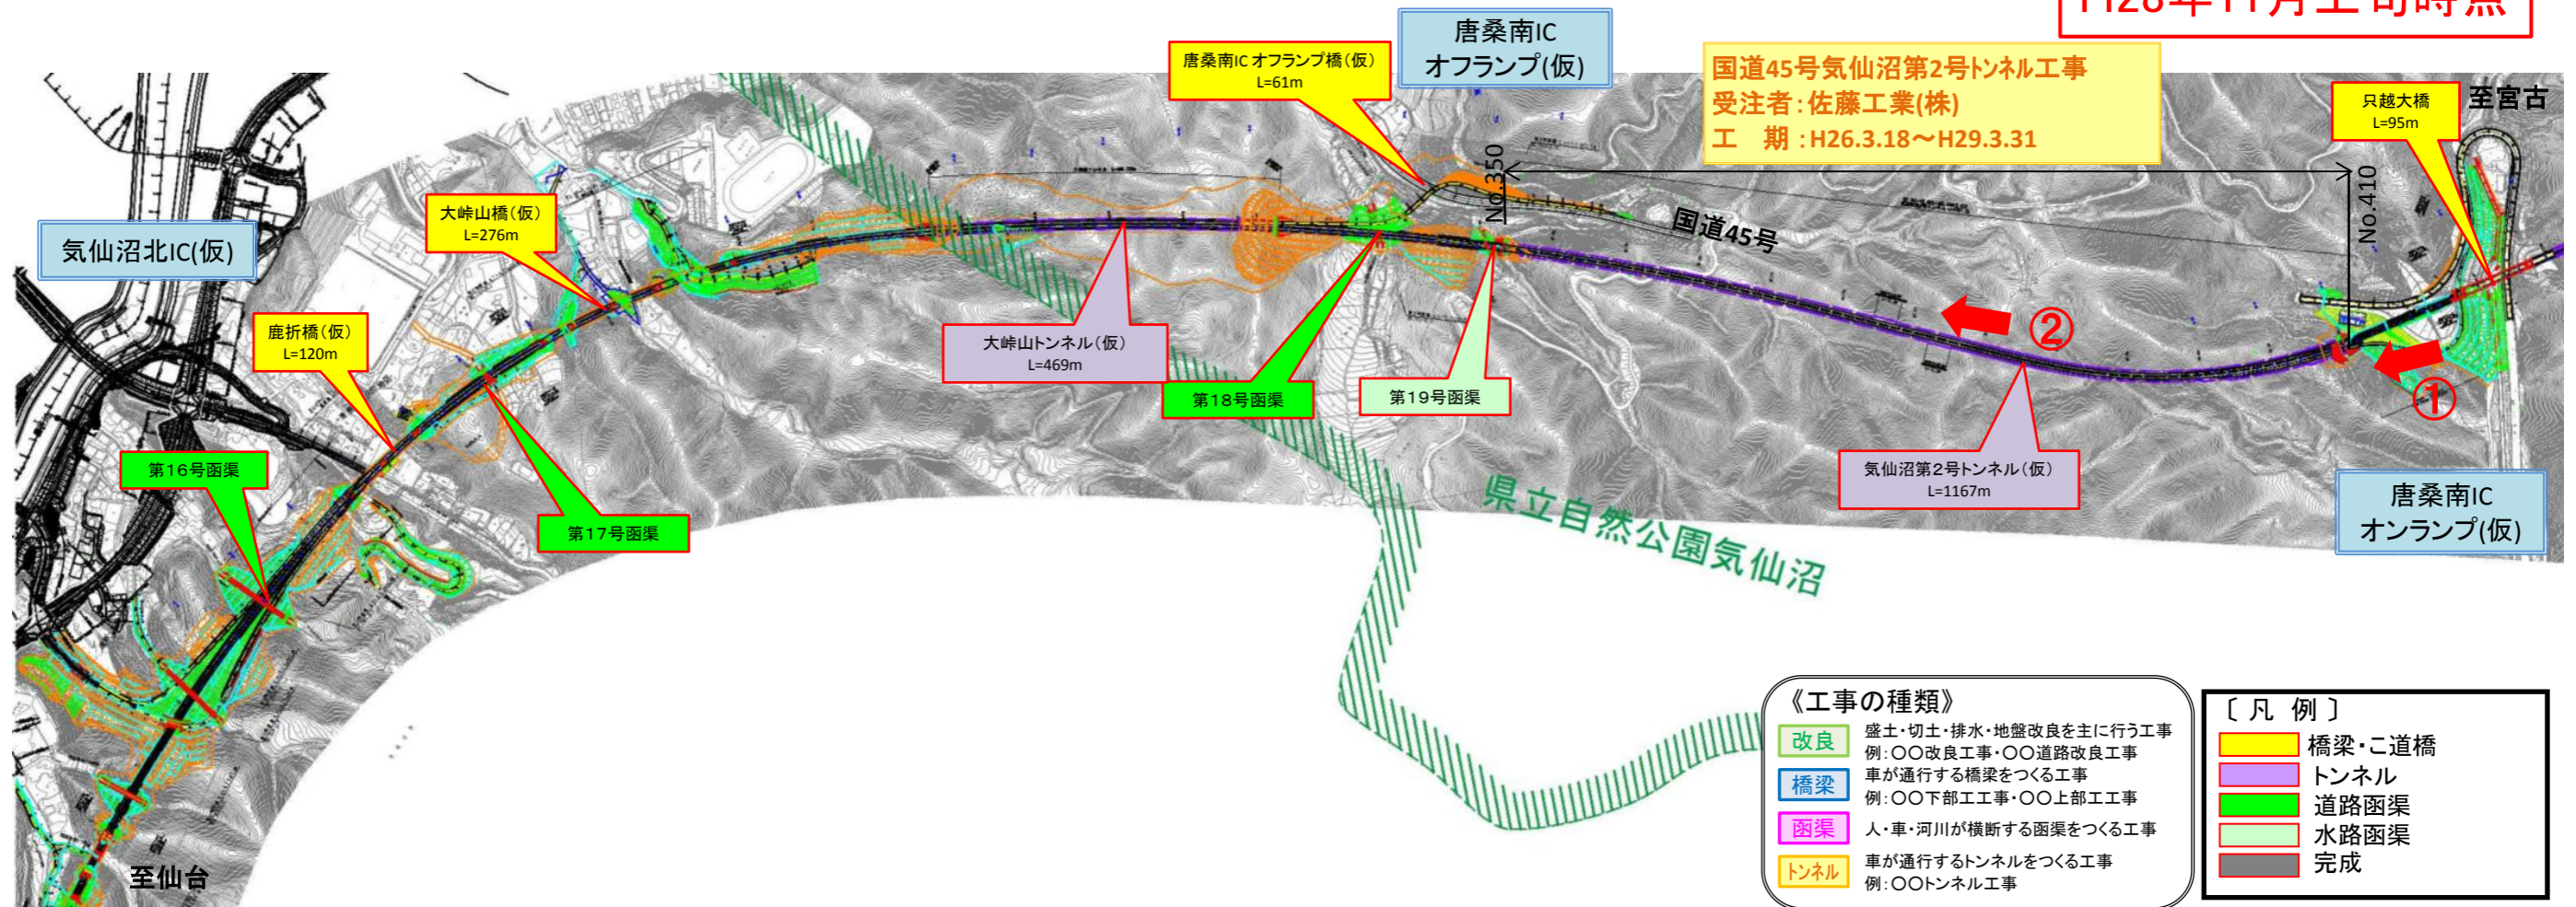 H28年11月上旬時点
唐桑南IC
オフランプ(仮)
唐桑南IC オフランプ橋(仮)
L=61m
国道45号気仙沼第2号トンネル工事
受注者:佐藤工業(株)
工 期:H26.3.18～H29.3.31
只越大橋
L=95m
至宮古
No.350
No.410
国道45号
気仙沼北IC(仮)
大峠山橋(仮)
L=276m
鹿折橋(仮)
L=120m
大峠山トンネル(仮)
L=469m
第18号函渠
第19号函渠
②
①
第16号函渠
第17号函渠
気仙沼第2号トンネル(仮)
L=1167m
唐桑南IC
オンランプ(仮)
県立自然公園気仙沼
至仙台
《工事の種類》
改良 盛土・切土・排水・地盤改良を主に行う工事
例:〇〇改良工事・〇〇道路改良工事
橋梁 車が通行する橋梁をつくる工事
例:〇〇下部工工事・〇〇上部工工事
函渠 人・車・河川が横断する函渠をつくる工事
トンネル 車が通行するトンネルをつくる工事
例:〇〇トンネル工事
〔 凡 例 〕
橋梁・こ道橋
トンネル
道路函渠
水路函渠
完成